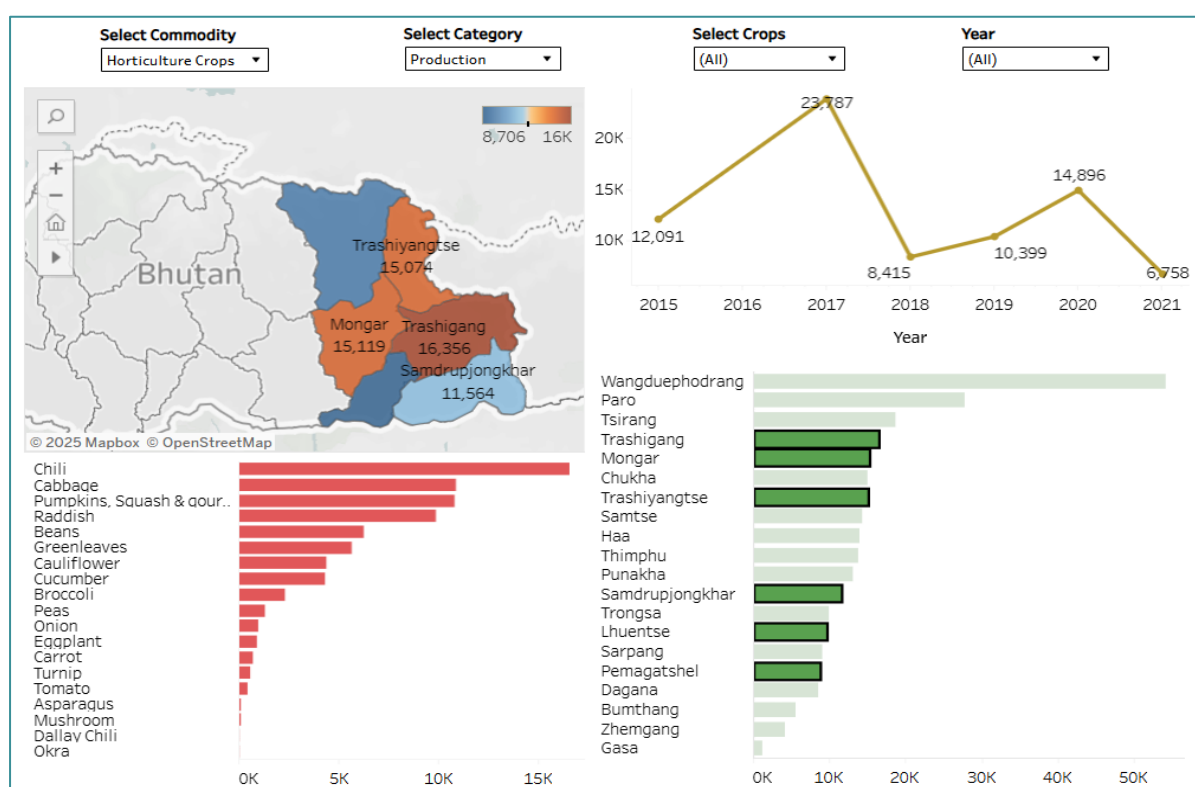 Select Commodity
Horticulture Crops
Select Category
Production
Select Crops
(All)
Year
(All)
8,706 16K
Trashiyangtse
15,074
Bhutan
Mongar
15,119
Trashigang
16,356
Samdrupjongkhar
11,564
© 2025 Mapbox © OpenStreetMap
20K
15K
10K
12,091
23,787
8,415
10,399
14,896
6,758
2015 2016 2017 2018 2019 2020 2021
Year
Chili
Cabbage
Pumpkins, Squash & gour..
Raddish
Beans
Greenleaves
Cauliflower
Cucumber
Broccoli
Peas
Onion
Eggplant
Carrot
Turnip
Tomato
Asparagus
Mushroom
Dallay Chili
Okra
0K 5K 10K 15K
Wangduephodrang
Paro
Tsirang
Trashigang
Mongar
Chukha
Trashiyangtse
Samtse
Haa
Thimphu
Punakha
Samdrupjongkhar
Trongsa
Lhuentse
Sarpang
Pemagatshel
Dagana
Bumthang
Zhemgang
Gasa
0K 10K 20K 30K 40K 50K